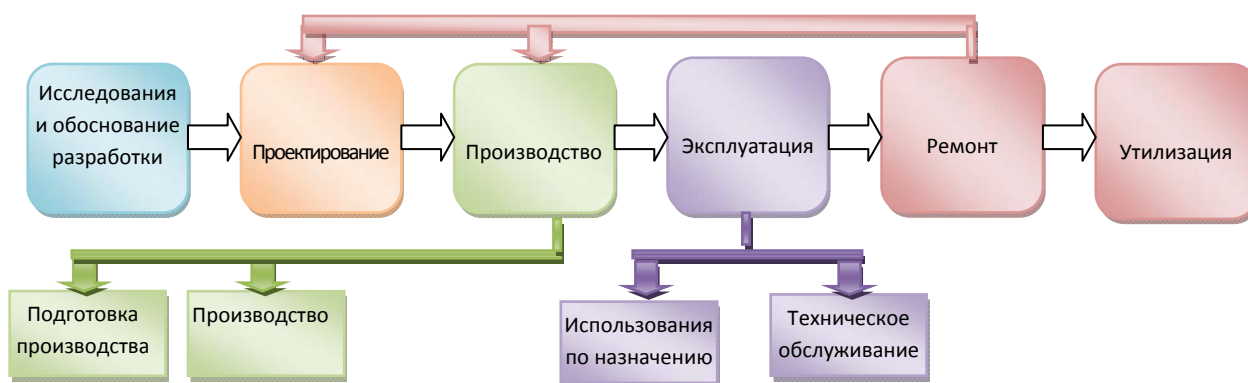 Исследования
и обоснование
разработки
Проектирование
Производство
Эксплуатация
Ремонт
Утилизация
Подготовка
производства
Производство
Использования
по назначению
Техническое
обслуживание